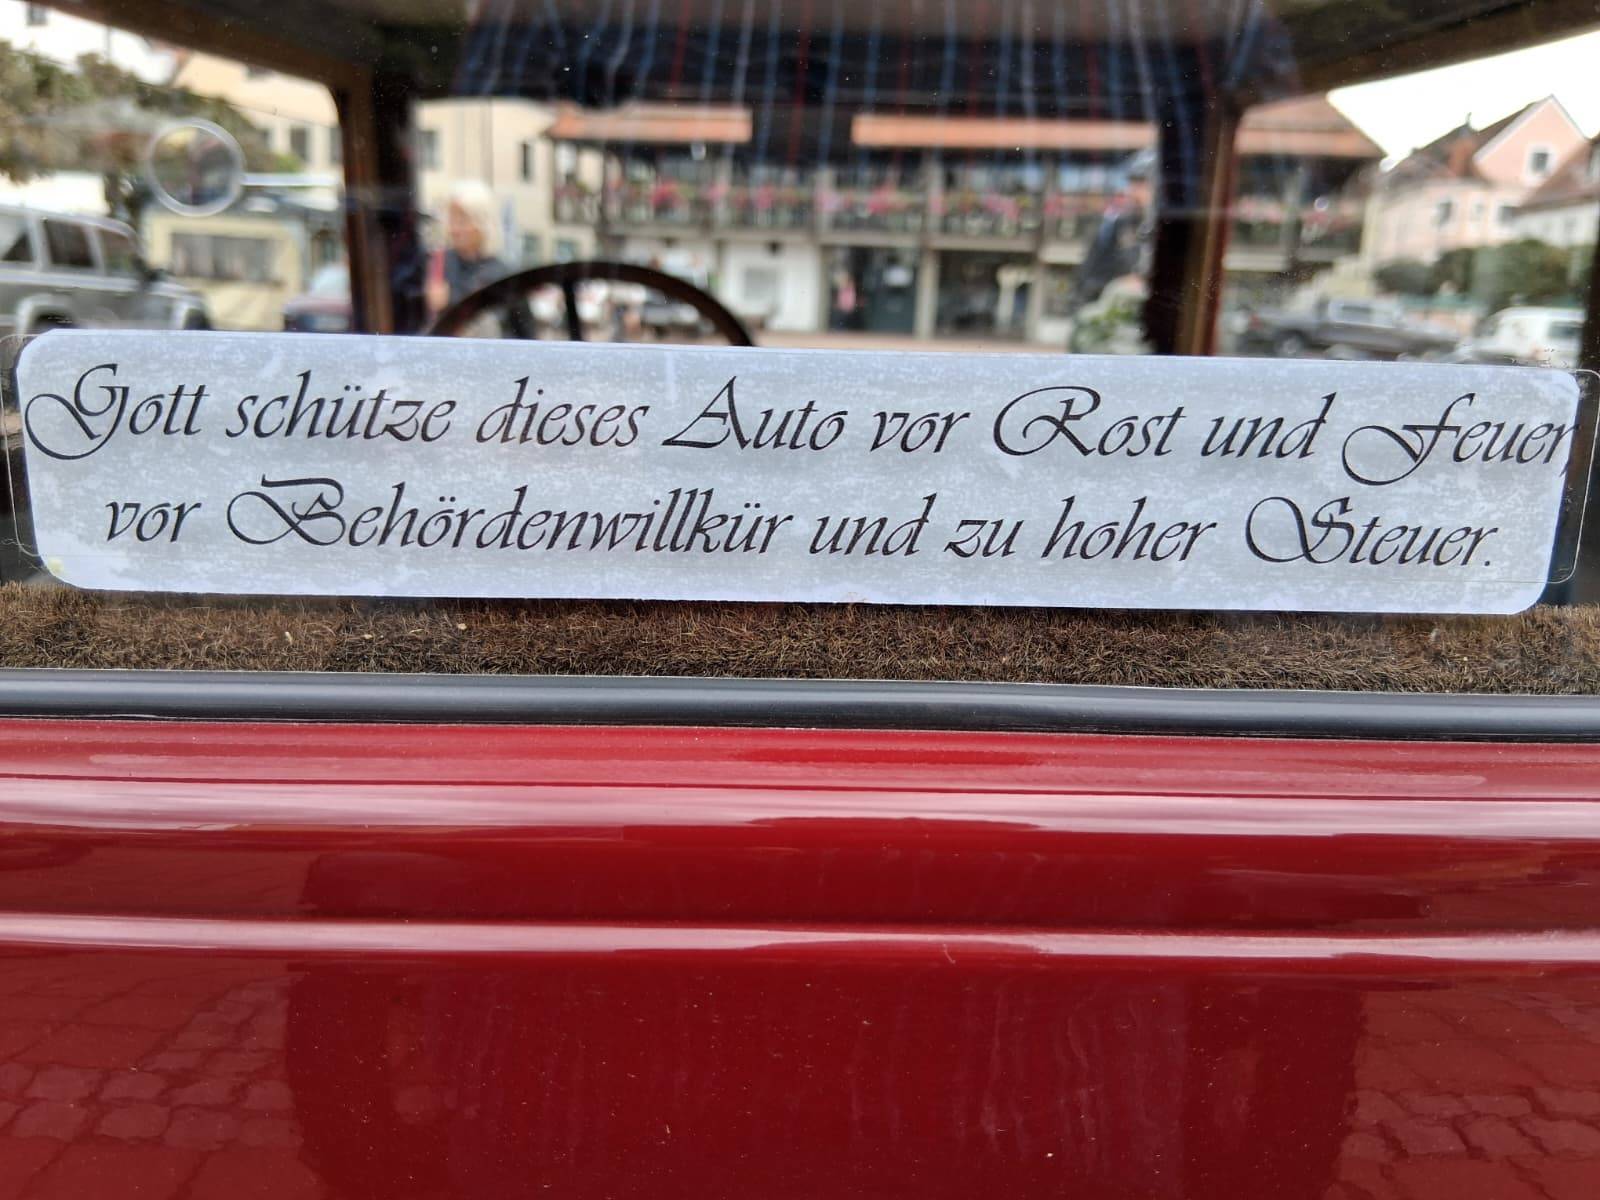 Gott schütze dieses Auto vor Rost und Feuer,
vor Behördenwillkür und zu hoher Steuer.